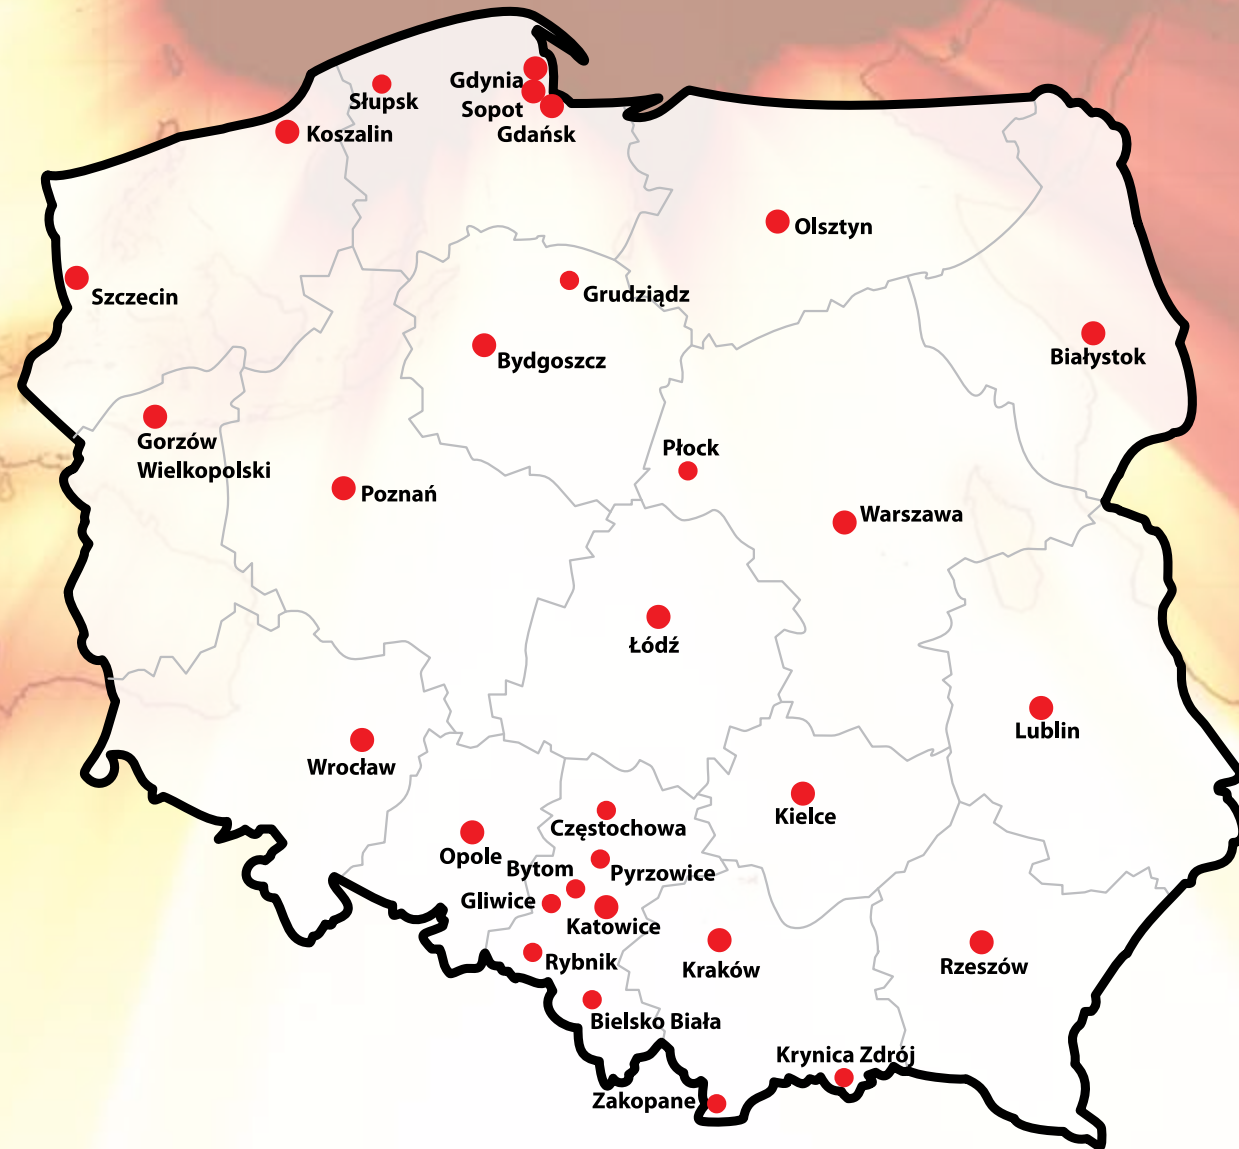 Gdynia
Słupsk
Sopot
Koszalin
Gdańsk
Olsztyn
Szczecin
Grudziądz
Białystok
Bydgoszcz
Gorzów
Wielkopolski
Płock
Poznań
Warszawa
Łódź
Lublin
Wrocław
Kielce
Częstochowa
Opole
Bytom
Pyrzowice
Gliwice
Katowice
Rybnik
Kraków
Rzeszów
Bielsko Biała
Krynica Zdrój
Zakopane